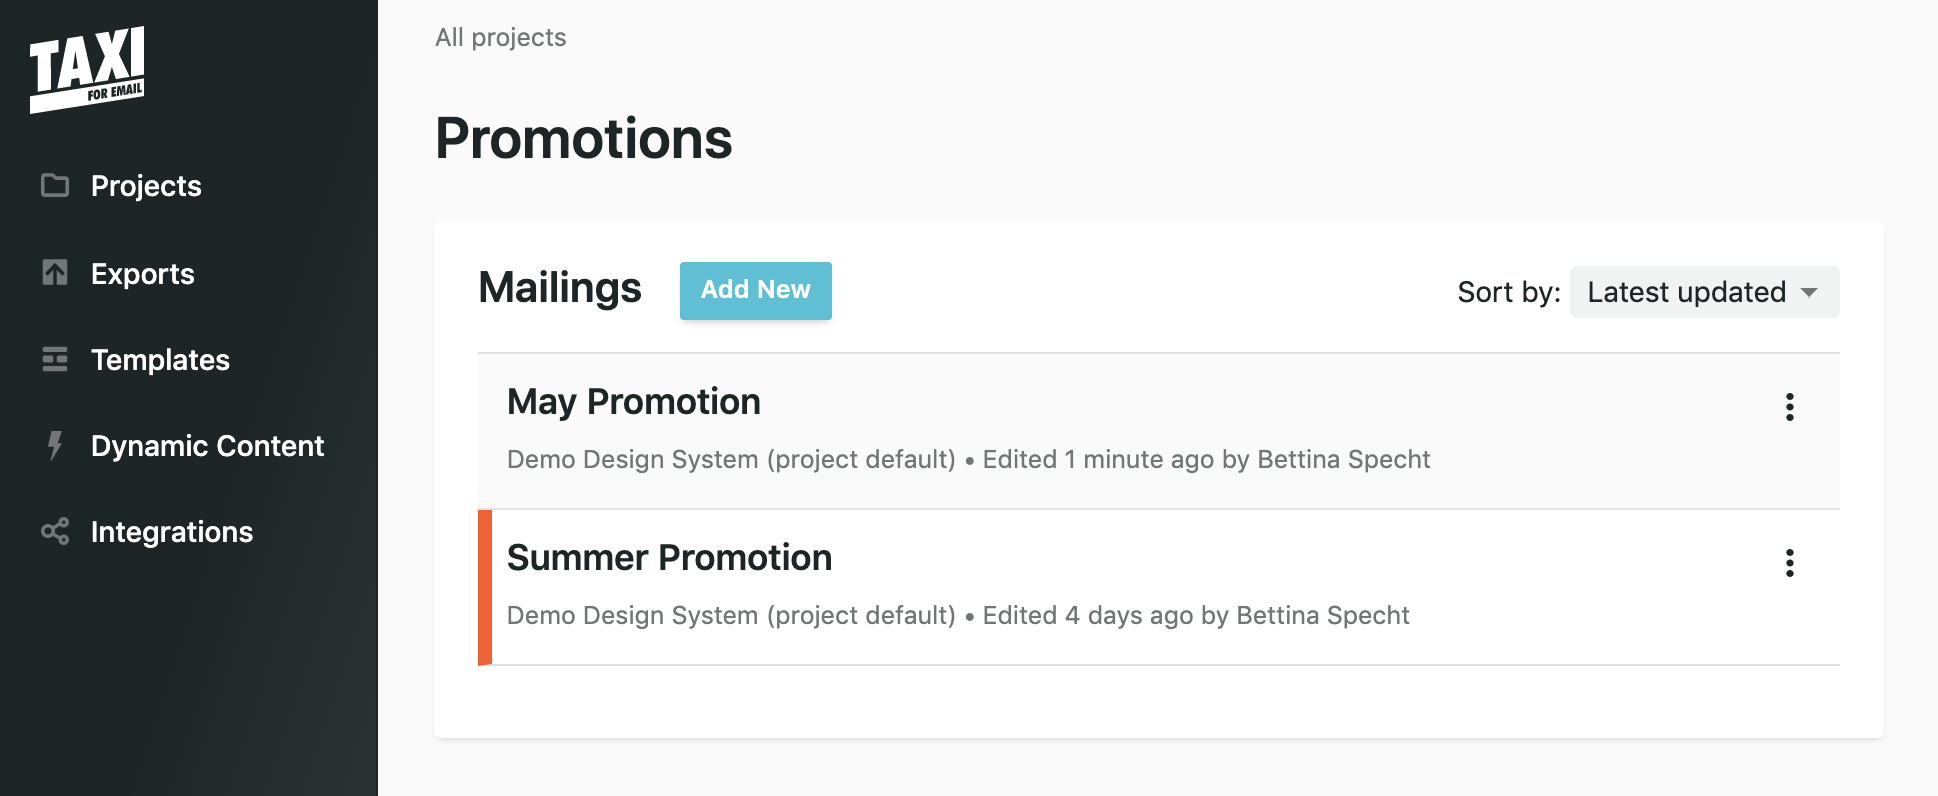 TAXI
FOR EMAIL
Projects
Exports
Templates
Dynamic Content
Integrations
All projects
Promotions
Mailings
Add New
Sort by: Latest updated
May Promotion
Demo Design System (project default) • Edited 1 minute ago by Bettina Specht
Summer Promotion
Demo Design System (project default) • Edited 4 days ago by Bettina Specht